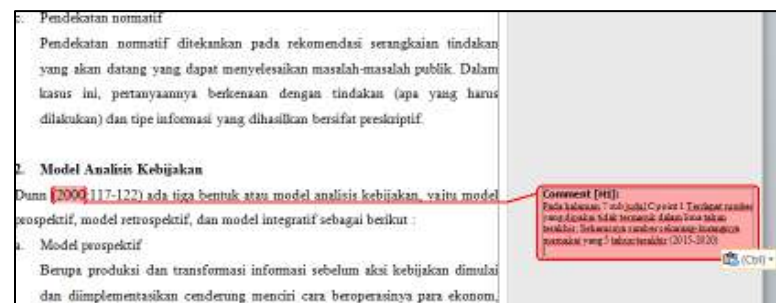 c. Pendekatan normatif
Pendekatan normatif ditekankan pada rekomendasi serangkaian tindakan
yang akan datang yang dapat menyelesaikan masalah-masalah publik. Dalam
kasus ini, pertanyaannya berkenaan dengan tindakan (apa yang harus
dilakukan) dan tipe informasi yang dihasilkan bersifat preskriptif.
2. Model Analisis Kebijakan
Dunn (2000:117-122) ada tiga bentuk atau model analisis kebijakan, yaitu model
prospektif, model retrospektif, dan model integratif sebagai berikut :
a. Model prospektif
Berupa produksi dan transformasi informasi sebelum aksi kebijakan dimulai
dan diimplementasikan cenderung menciri cara beroperasinya para ekonom,
Comment [H1]:
Pada halaman 7 sub judul C point 1 Terdapat sumber
yang dipakai tidak termasuk dalam lima tahun
terakhir. Seharusnya sumber sekarang
memakai yang 5 tahun terakhir (2015-2020)
(Ctrl)